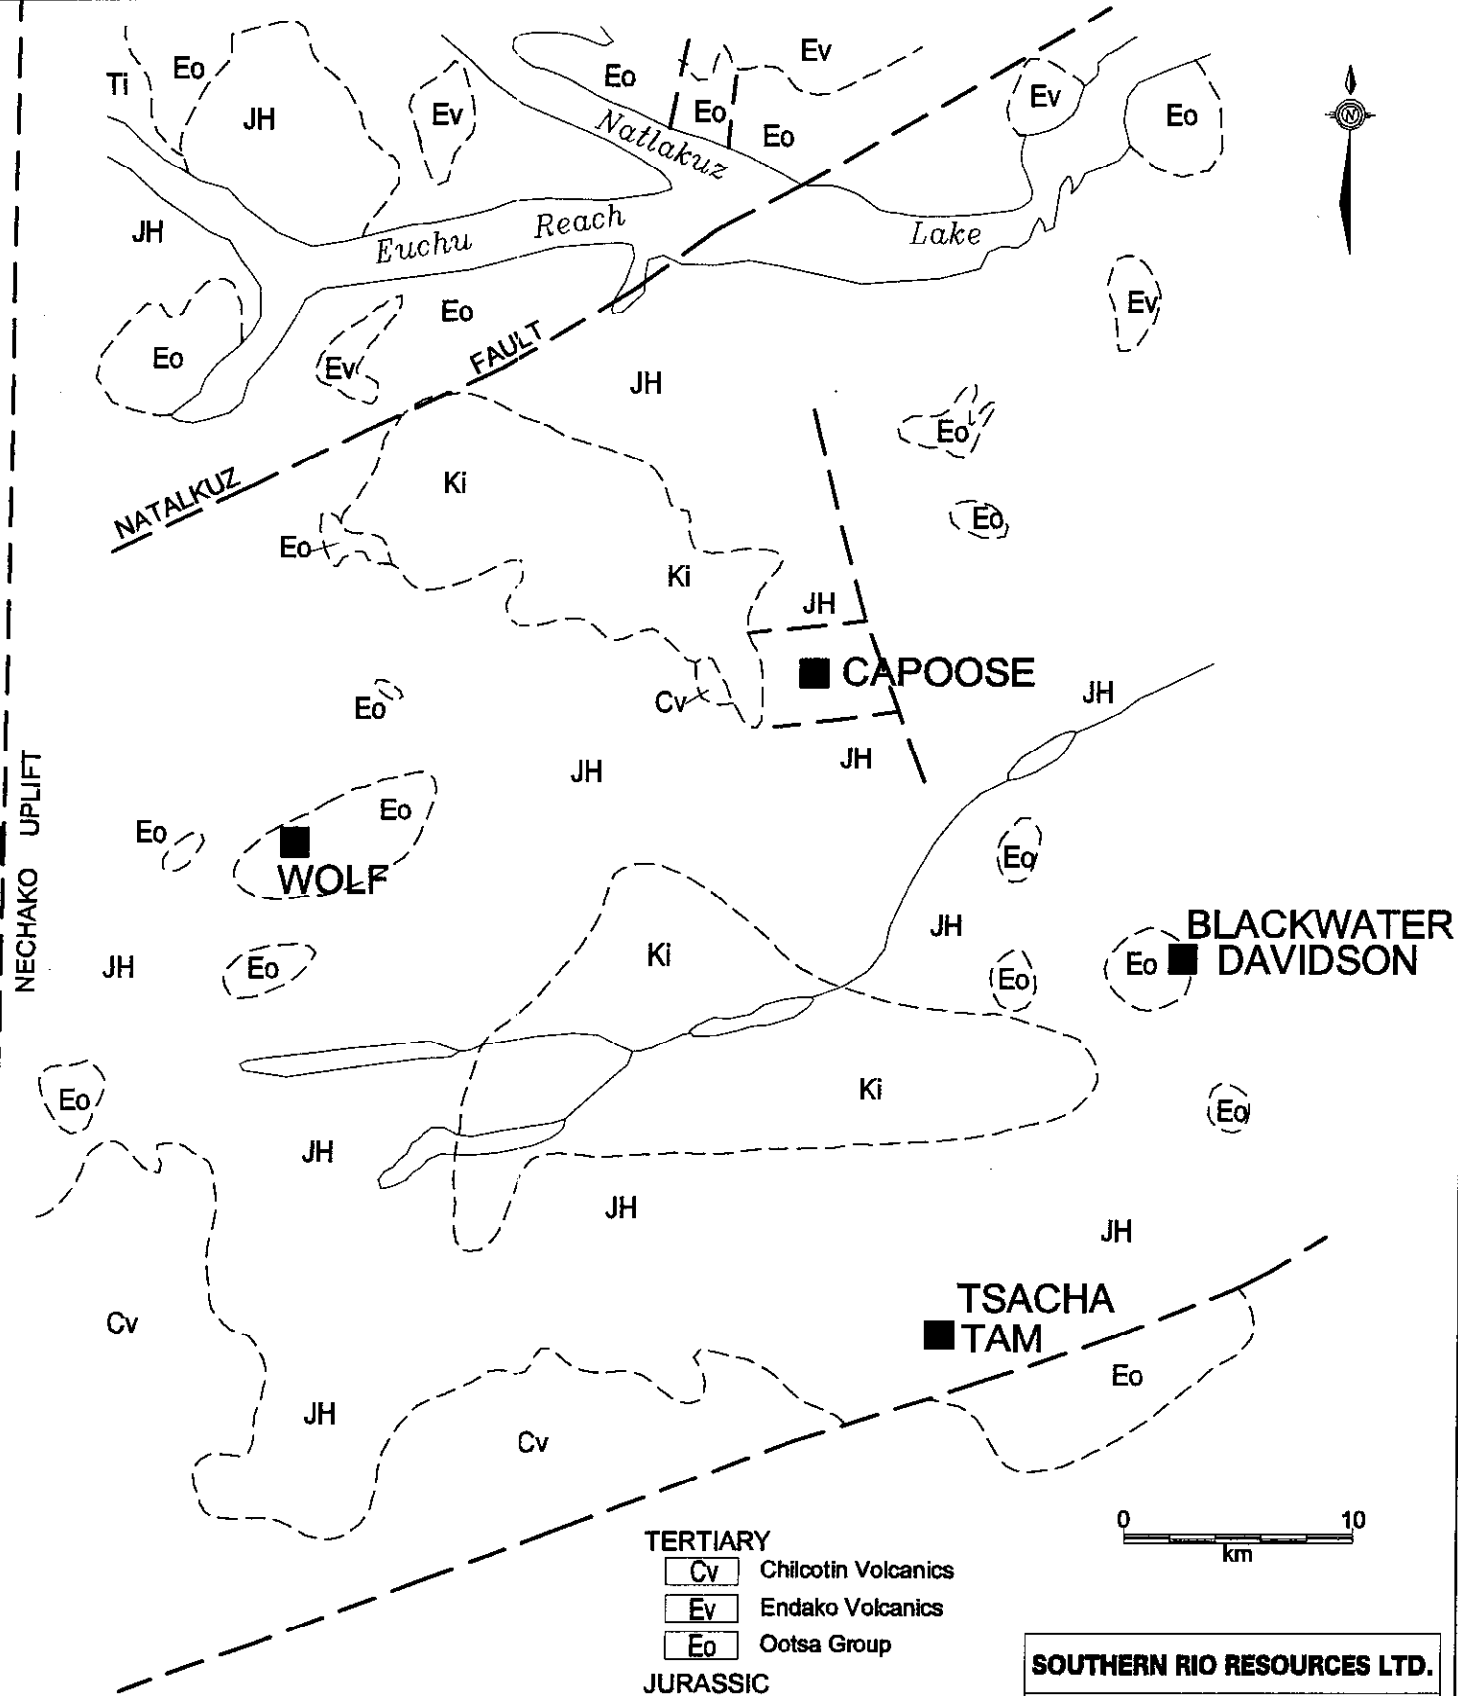 Ti
Eo
JH
Ev
Eo
Eo
Ev
Eo
Ev
Eo
Natlakuz
JH
Euchu Reach
Lake
Ev
Eo
Eo
Ev
FAULT
JH
Eo
NATALKUZ
Ki
Eo
Eo
Ki
JH
CAPOOSE
Eo
Cv
JH
JH
JH
Eo
Eo
WOLF
NECHAKO UPLIFT
Eo
JH
BLACKWATER
DAVIDSON
JH
Eo
Ki
Eo
Eo
Eo
Ki
Eo
JH
JH
JH
TSACHA
TAM
Cv
Eo
JH
Cv
0 10
km
TERTIARY
Cv Chilcotin Volcanics
Ev Endako Volcanics
Eo Ootsa Group
JURASSIC
SOUTHERN RIO RESOURCES LTD.
N